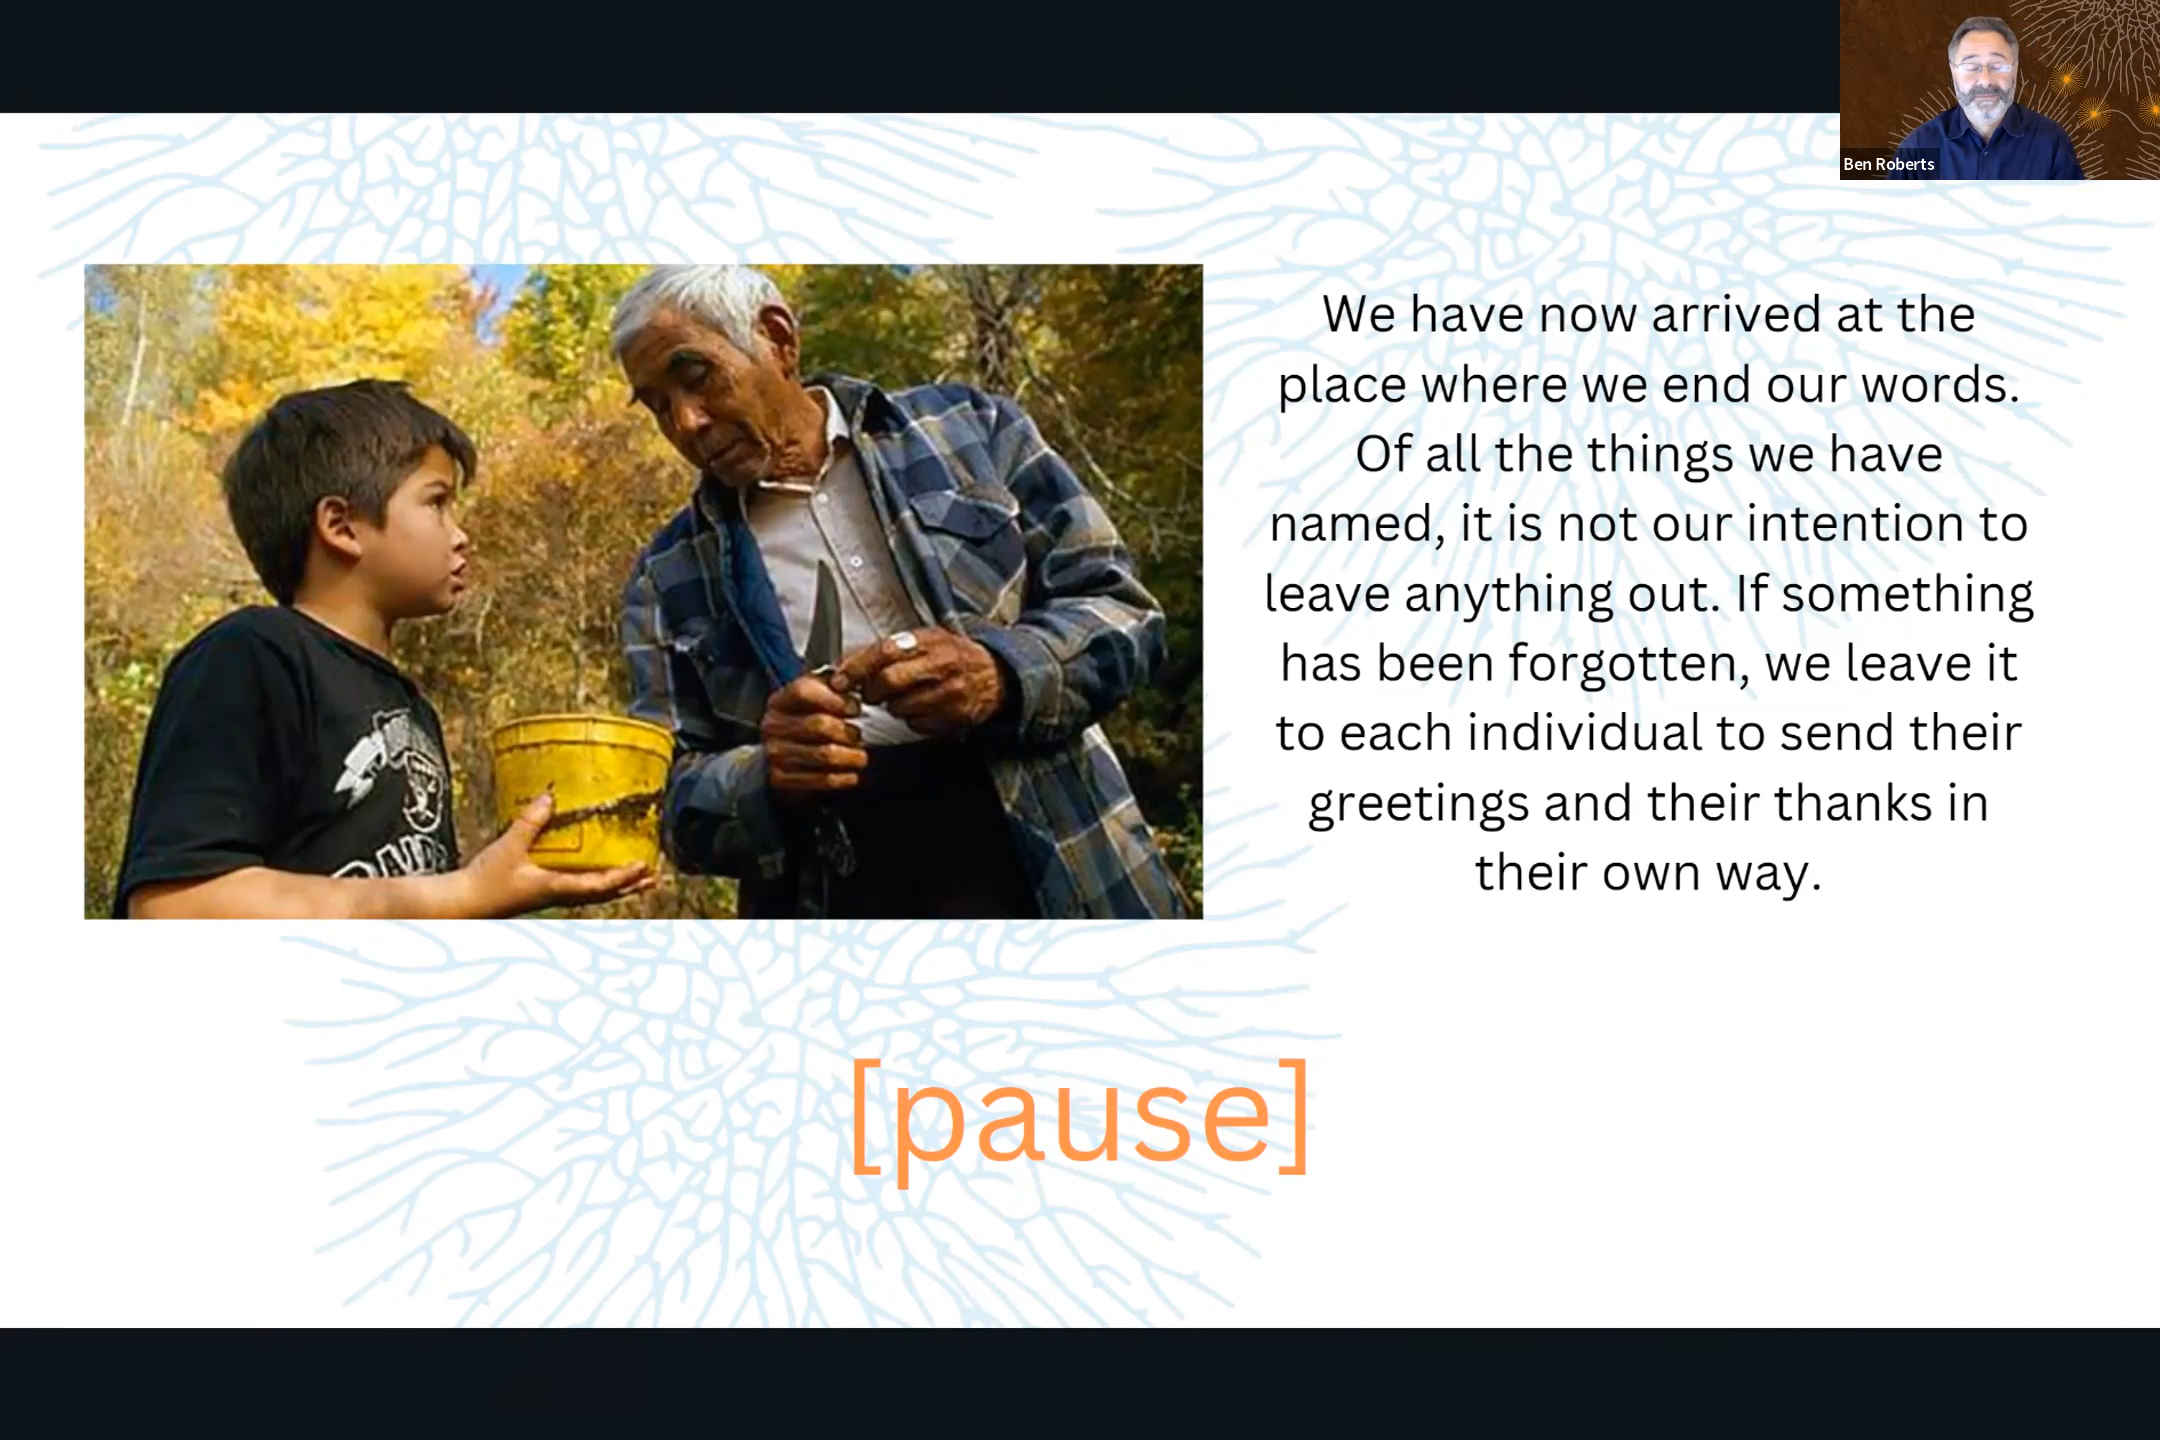 Ben Roberts
We have now arrived at the
place where we end our words.
Of all the things we have
named, it is not our intention to
leave anything out. If something
has been forgotten, we leave it
to each individual to send their
greetings and their thanks in
their own way.
[pause]